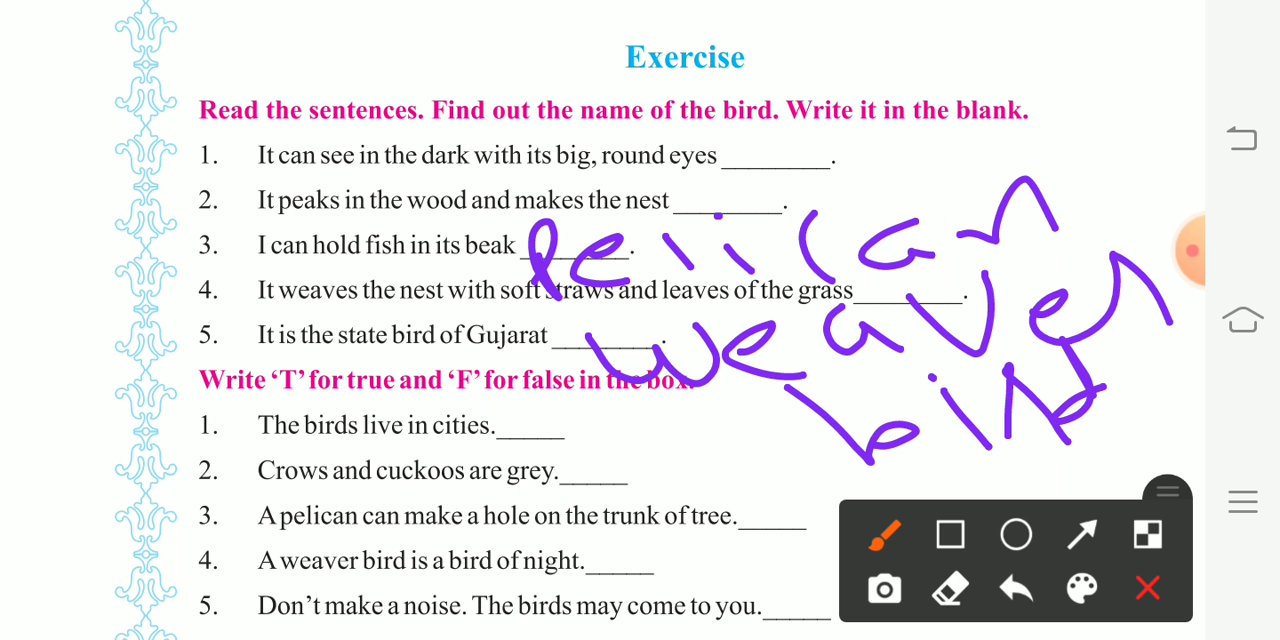 Exercise
Read the sentences. Find out the name of the bird. Write it in the blank.
1. It can see in the dark with its big, round eyes ________.
2. It peaks in the wood and makes the nest ________.
3. I can hold fish in its beak ________.
pelican
4. It weaves the nest with soft straws and leaves of the grass________.
5. It is the state bird of Gujarat ________.
weaver
bird
Write ‘T’ for true and ‘F’ for false in the box.
1. The birds live in cities._____
2. Crows and cuckoos are grey._____
3. A pelican can make a hole on the trunk of tree._____
4. A weaver bird is a bird of night._____
5. Don’t make a noise. The birds may come to you._____